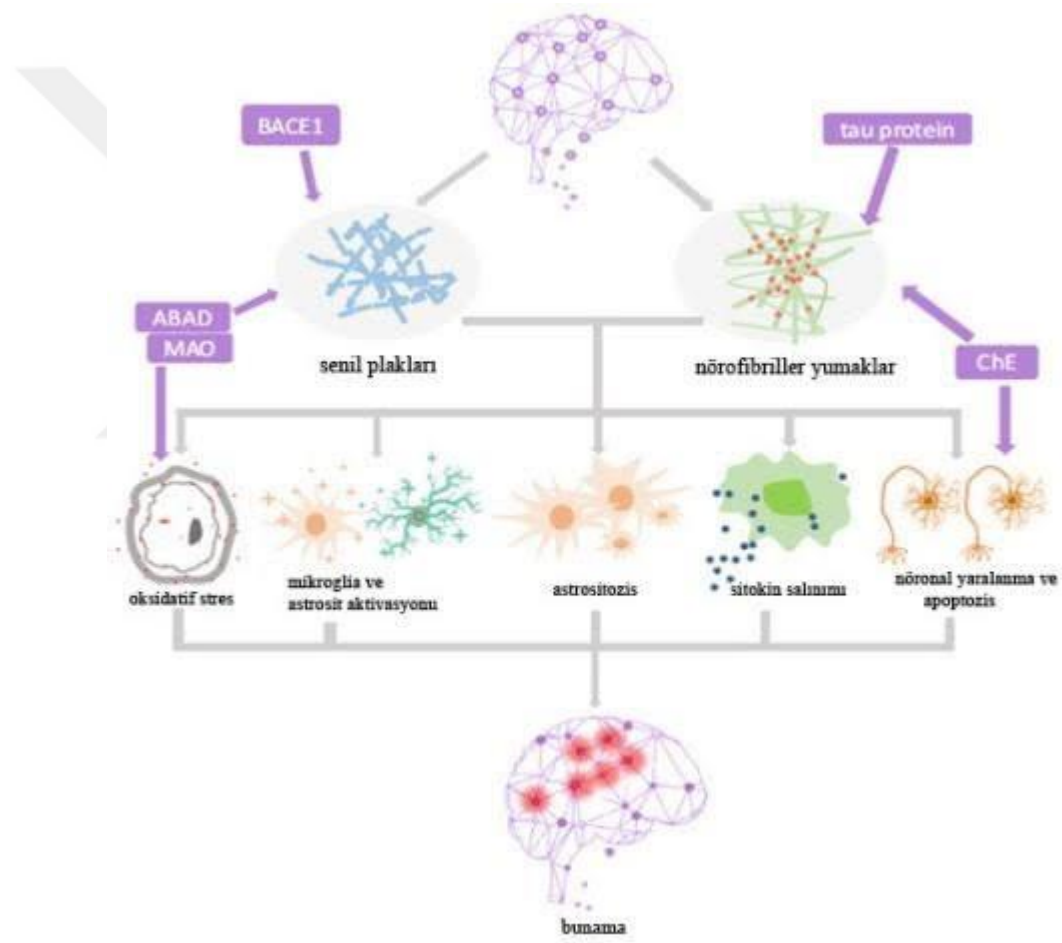 BACE1
tau protein
ABAD
MAO
senil plakları
nörofibriller yumaklar
ChE
oksidatif stres
mikroglia ve
astrosit aktivasyonu
astrositozis
sitokin salınımı
nöronal yaralanma ve
apoptozis
bunama